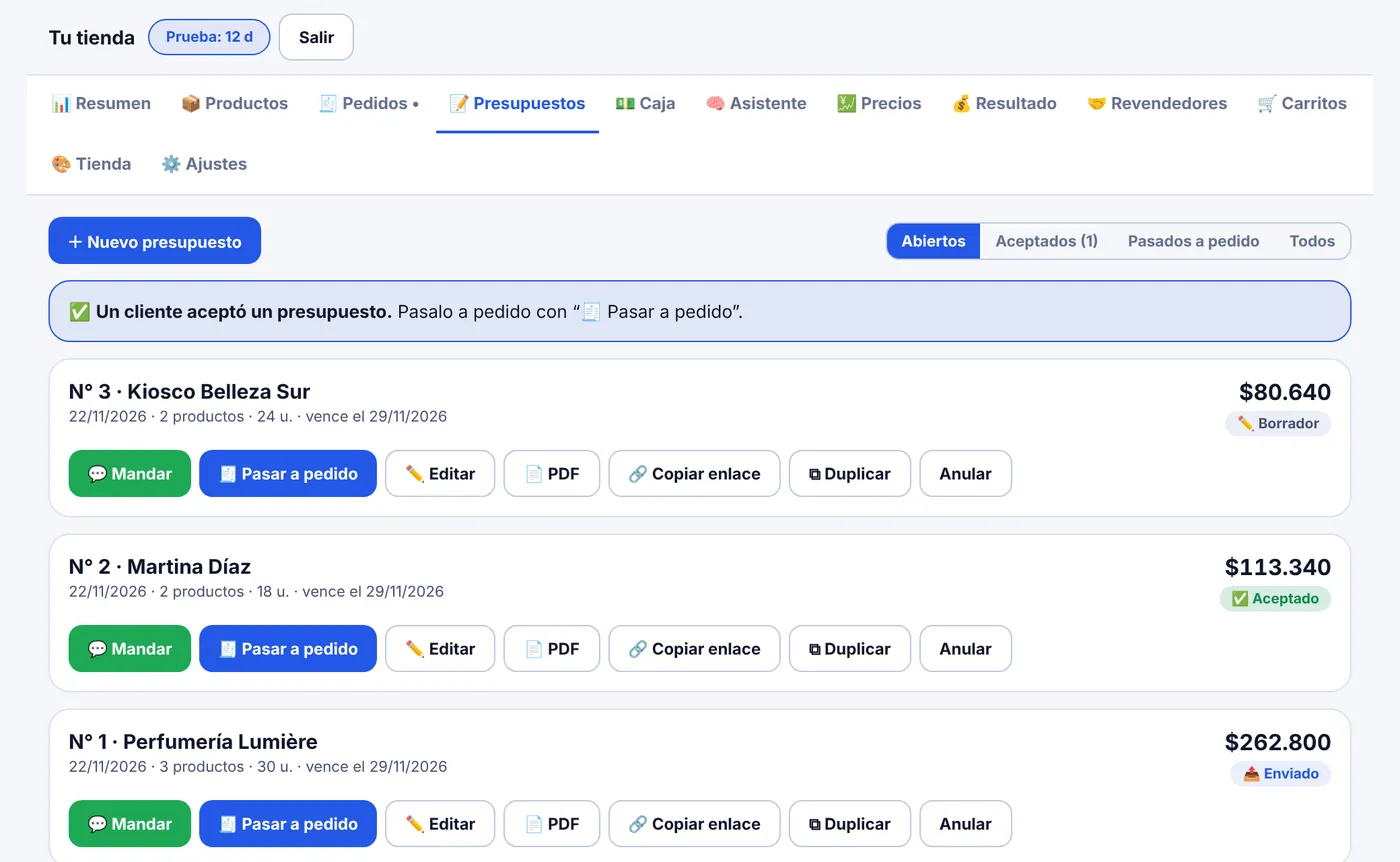 Tu tienda
Prueba: 12 d
Salir
📊 Resumen
📦 Productos
🧾 Pedidos •
📝 Presupuestos
💵 Caja
🧠 Asistente
💹 Precios
💰 Resultado
🤝 Revendedores
🛒 Carritos
🎨 Tienda
⚙️ Ajustes
+ Nuevo presupuesto
Abiertos
Aceptados (1)
Pasados a pedido
Todos
✅ Un cliente aceptó un presupuesto. Pasalo a pedido con “🧾 Pasar a pedido”.
N° 3 · Kiosco Belleza Sur
$80.640
22/11/2026 · 2 productos · 24 u. · vence el 29/11/2026
✏️ Borrador
💬 Mandar
🧾 Pasar a pedido
✏️ Editar
📄 PDF
🔗 Copiar enlace
⧉ Duplicar
Anular
N° 2 · Martina Díaz
$113.340
22/11/2026 · 2 productos · 18 u. · vence el 29/11/2026
✅ Aceptado
💬 Mandar
🧾 Pasar a pedido
✏️ Editar
📄 PDF
🔗 Copiar enlace
⧉ Duplicar
Anular
N° 1 · Perfumería Lumière
$262.800
22/11/2026 · 3 productos · 30 u. · vence el 29/11/2026
📤 Enviado
💬 Mandar
🧾 Pasar a pedido
✏️ Editar
📄 PDF
🔗 Copiar enlace
⧉ Duplicar
Anular